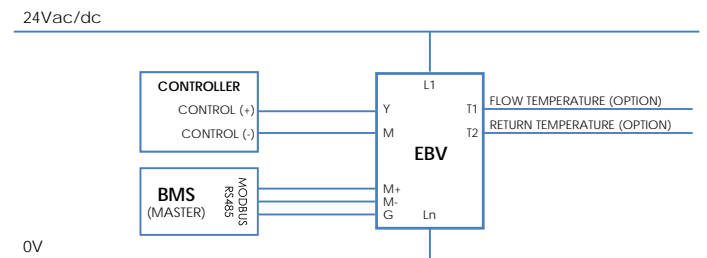 24Vac/dc
L1
CONTROLLER
CONTROL (+)
CONTROL (-)
Y
M
T1
T2
FLOW TEMPERATURE (OPTION)
RETURN TEMPERATURE (OPTION)
EBV
BMS
(MASTER)
MODBUS
RS485
M+
M-
G
Ln
0V